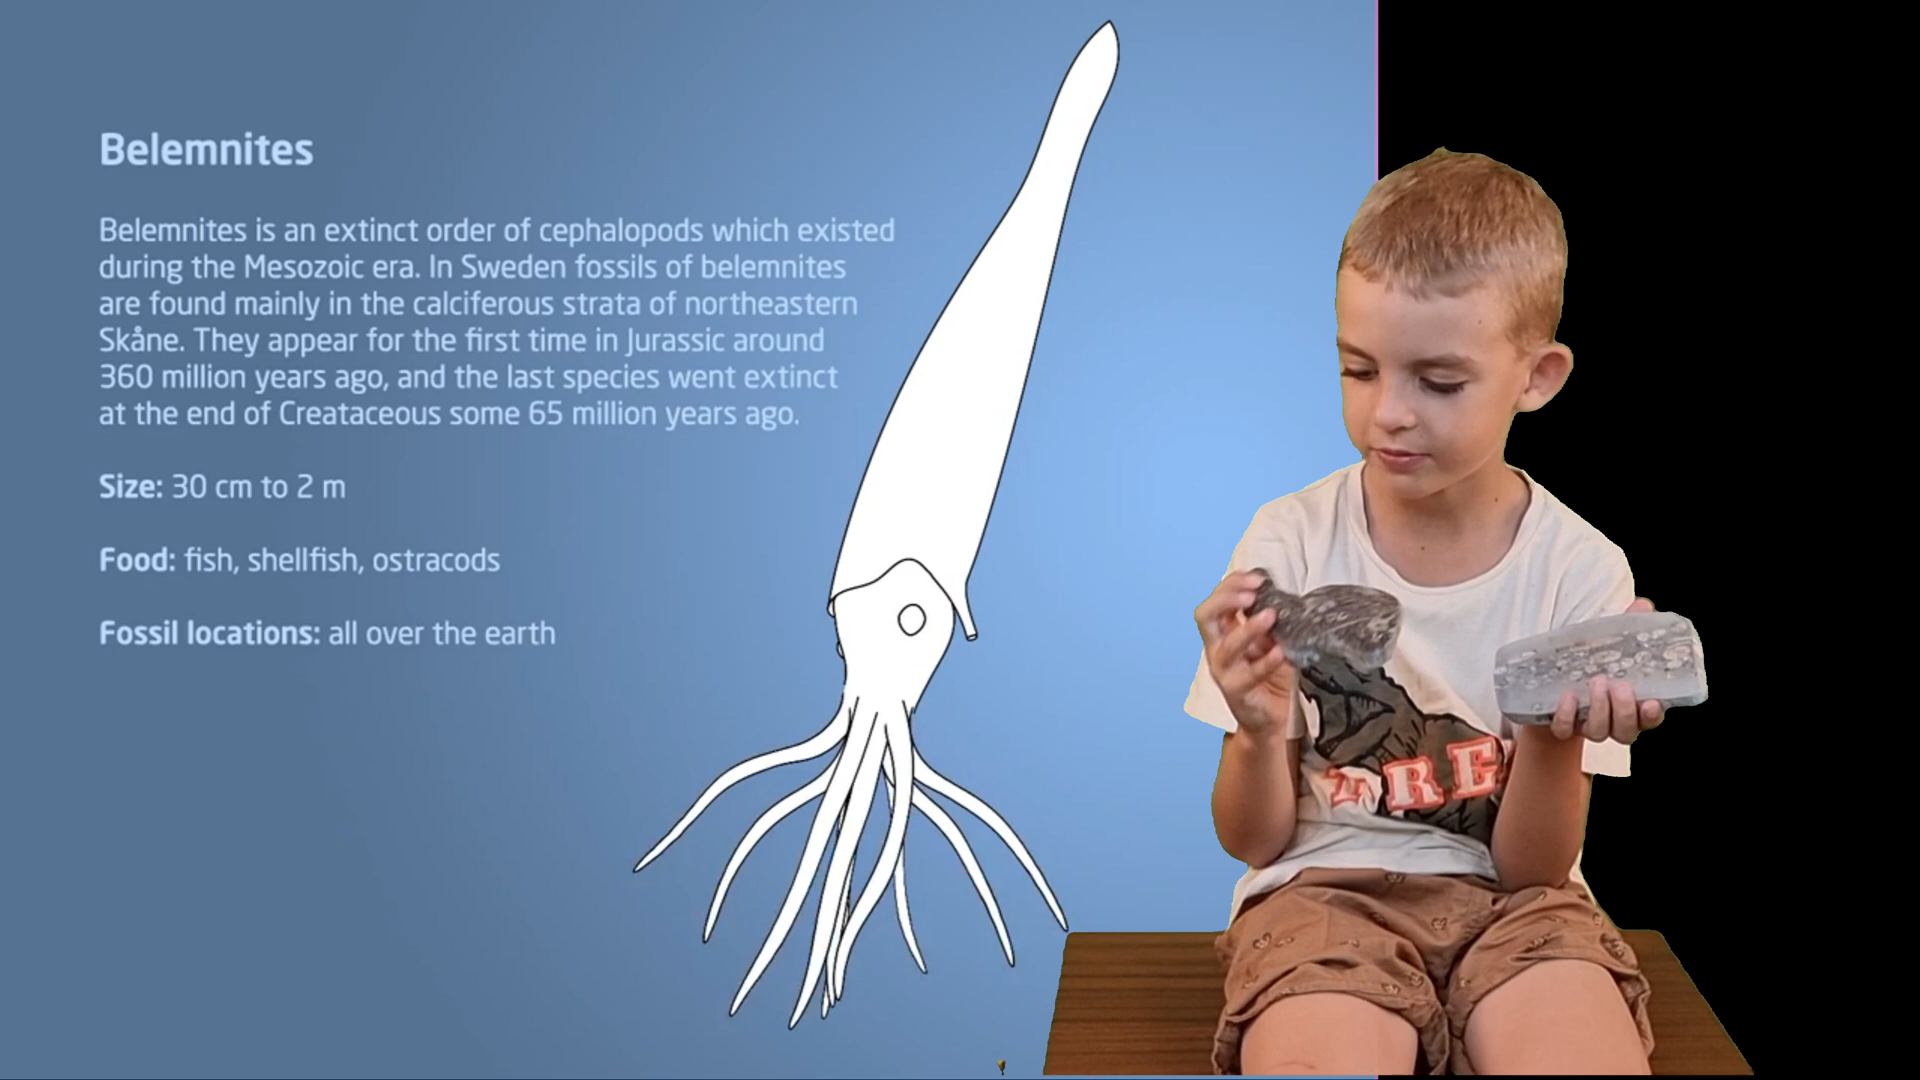 Belemnites
Belemnites is an extinct order of cephalopods which existed
during the Mesozoic era. In Sweden fossils of belemnites
are found mainly in the calciferous strata of northeastern
Skåne. They appear for the first time in Jurassic around
360 million years ago, and the last species went extinct
at the end of Creataceous some 65 million years ago.
Size: 30 cm to 2 m
Food: fish, shellfish, ostracods
Fossil locations: all over the earth